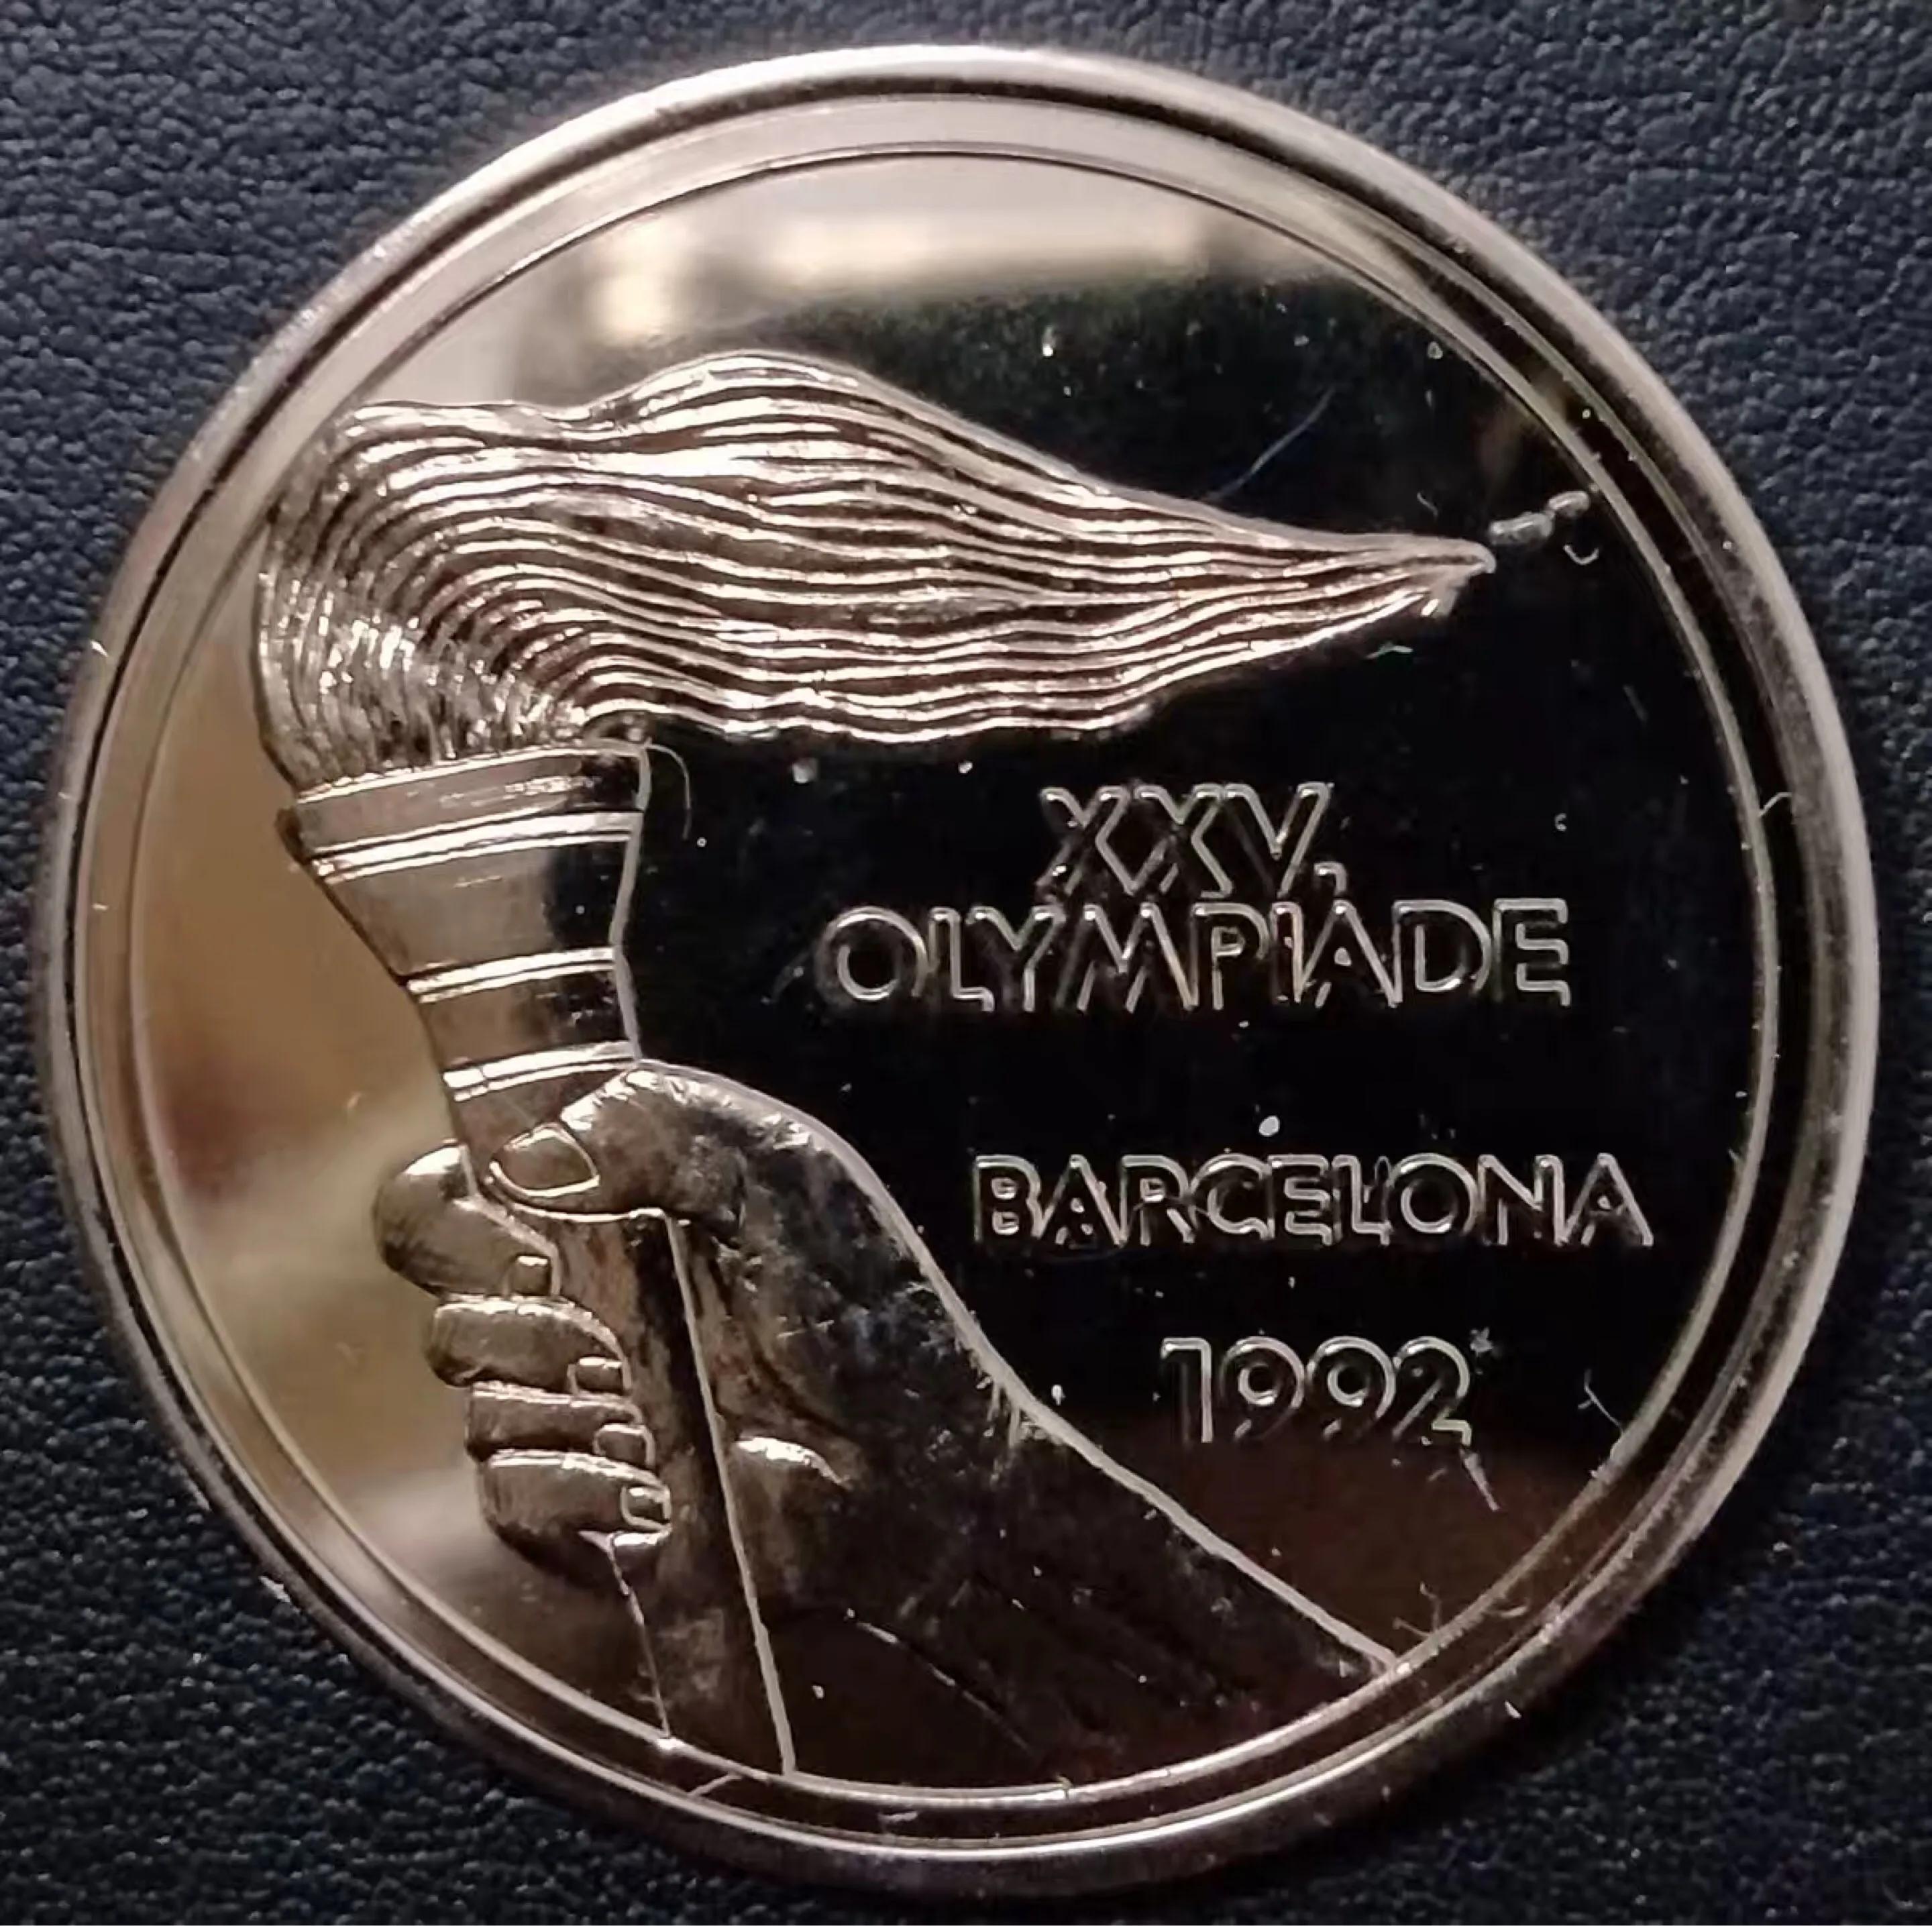 XXV.
OLYMPIADE
BARCELONA
1992